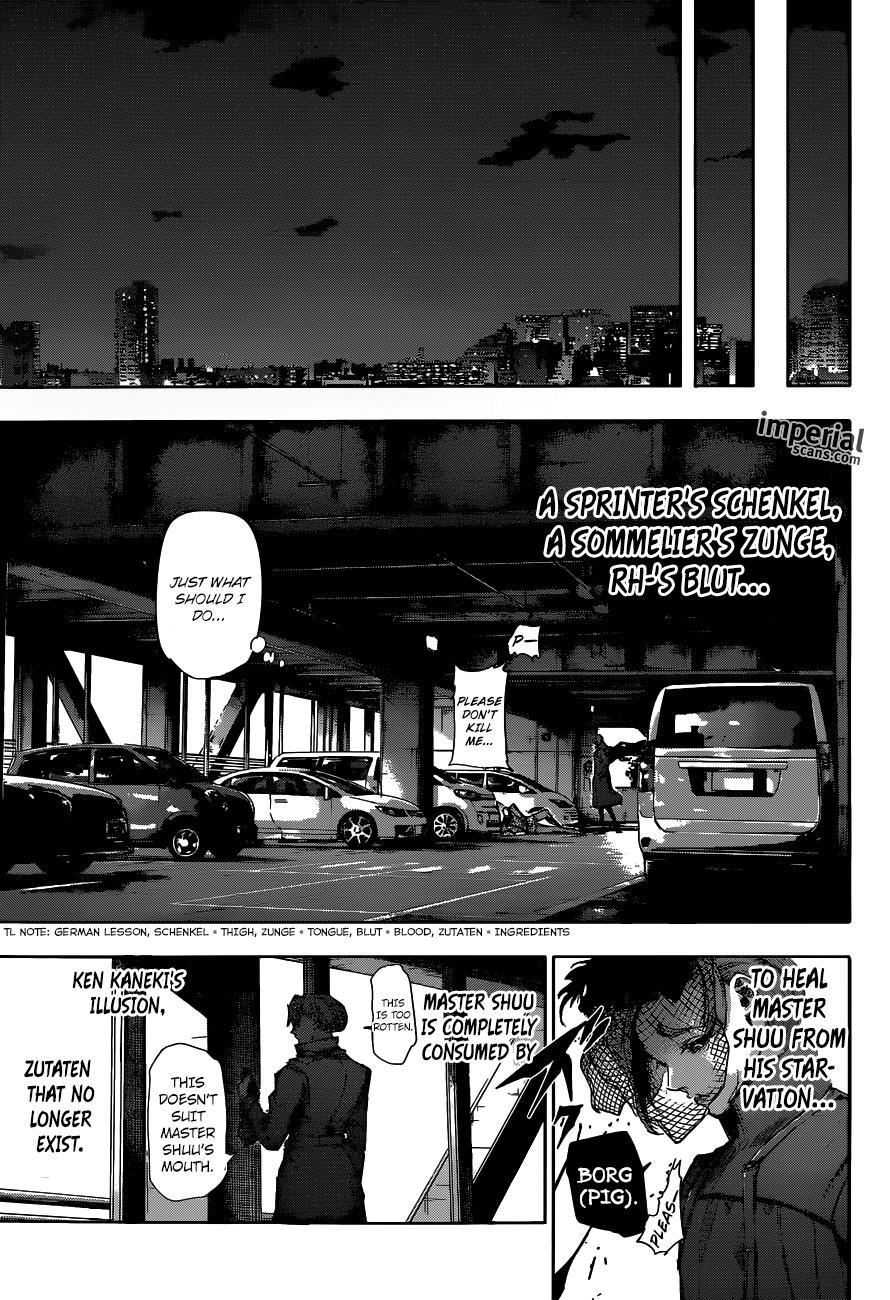 imperial
scans.com
A SPRINTER'S SCHENKEL,
A SOMMELIER'S ZUNGE,
RH-'S BLUT...
JUST WHAT
SHOULD I
DO...
P—
PLEASE
DON'T
KILL
ME...
TL NOTE: GERMAN LESSON, SCHENKEL = THIGH, ZUNGE = TONGUE, BLUT = BLOOD, ZUTATEN = INGREDIENTS
TO HEAL
MASTER
SHUU FROM
HIS STAR-
VATION...
BORG
(PIG).
PLEAS—
MASTER SHUU
IS COMPLETELY
CONSUMED BY
THIS
IS TOO
ROTTEN.
THIS
DOESN'T
SUIT
MASTER
SHUU'S
MOUTH.
KEN KANEKI'S
ILLUSION,
ZUTATEN
THAT NO
LONGER
EXIST.